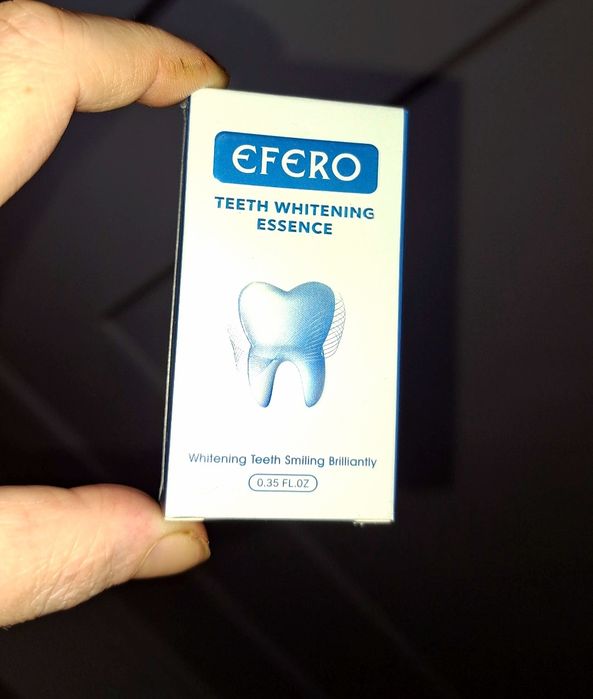 EFERO
TEETH WHITENING
ESSENCE
Whitening Teeth Smiling Brilliantly
0.35 FL.OZ